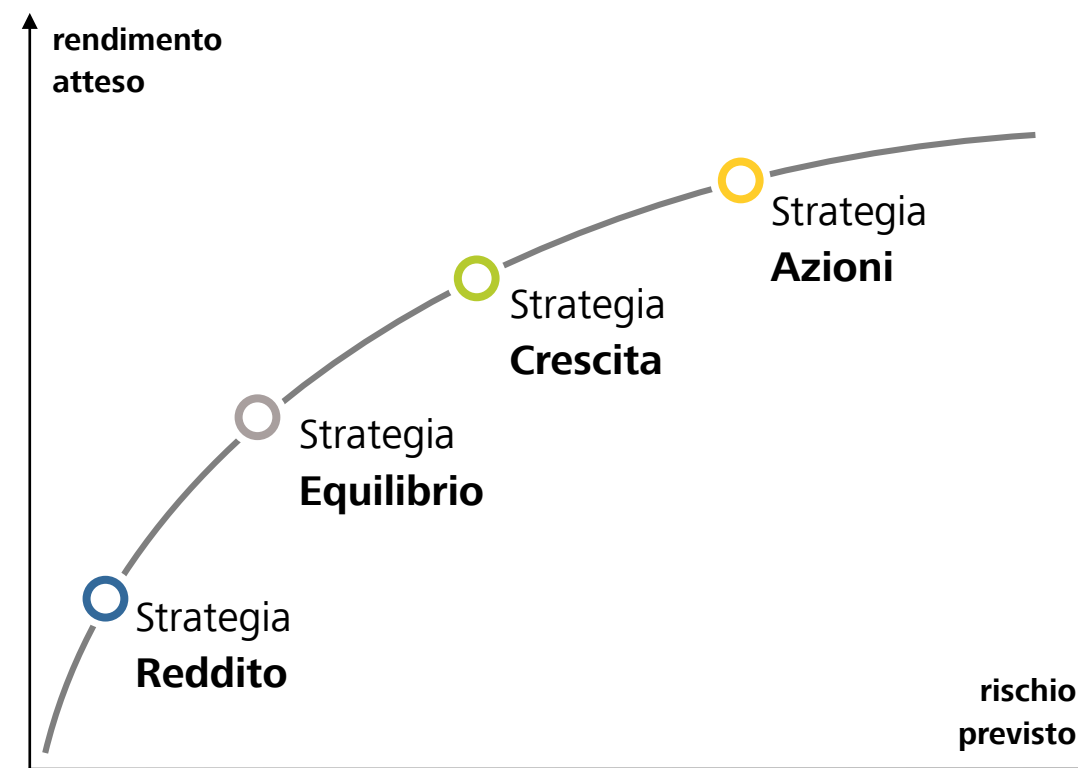 rendimento
atteso
Strategia
Azioni
Strategia
Crescita
Strategia
Equilibrio
Strategia
Reddito
rischio
previsto